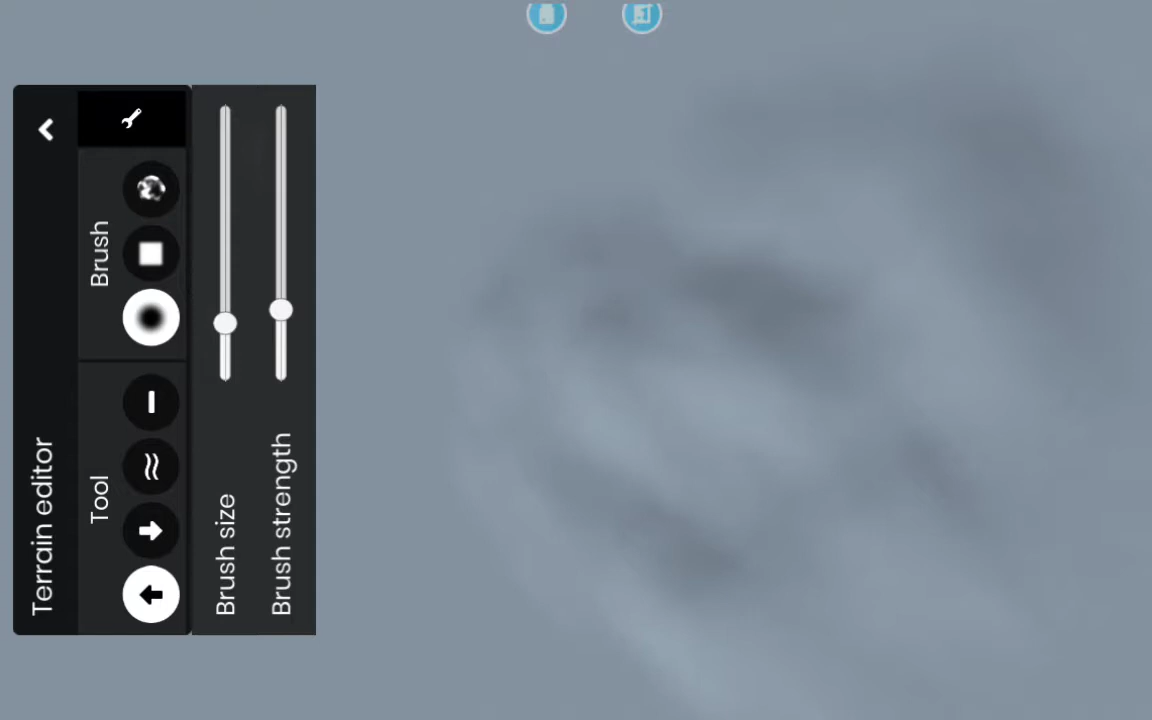 Terrain editor
Tool
Brush
Brush size
Brush strength